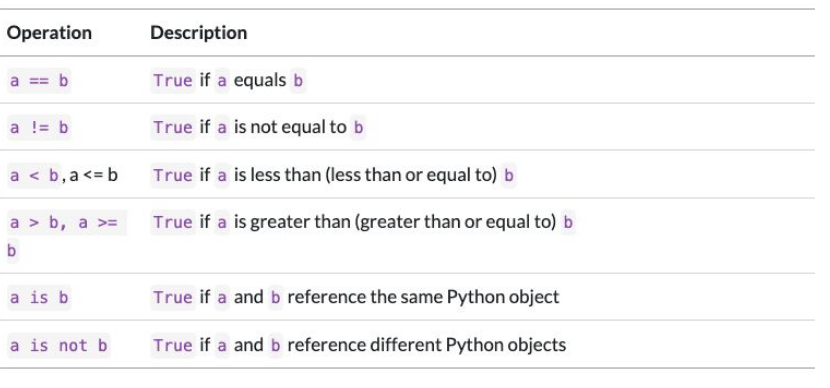 Operation Description
a == b True if a equals b
a != b True if a is not equal to b
a < b, a <= b True if a is less than (less than or equal to) b
a > b, a >= True if a is greater than (greater than or equal to) b
b
a is b True if a and b reference the same Python object
a is not b True if a and b reference different Python objects